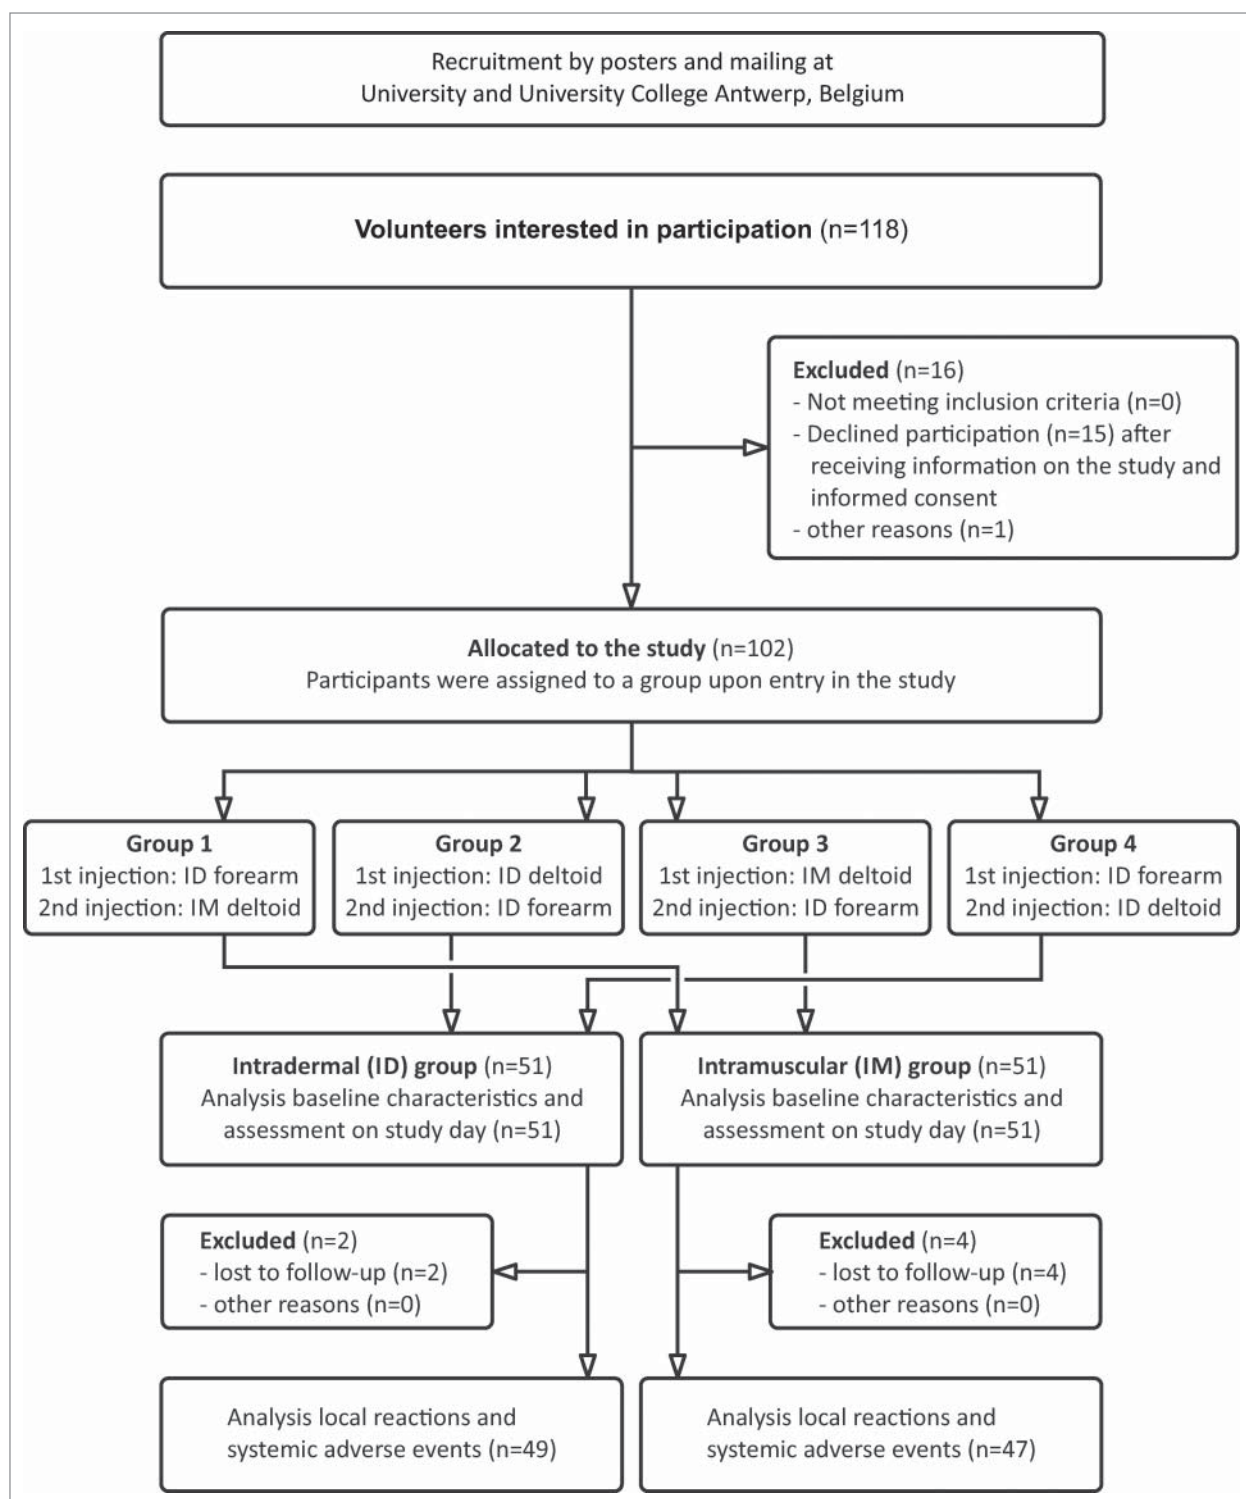 Recruitment by posters and mailing at
University and University College Antwerp, Belgium
Volunteers interested in participation (n=118)
Excluded (n=16)
- Not meeting inclusion criteria (n=0)
- Declined participation (n=15) after
receiving information on the study and
informed consent
- other reasons (n=1)
Allocated to the study (n=102)
Participants were assigned to a group upon entry in the study
Group 1
1st injection: ID forearm
2nd injection: IM deltoid
Group 2
1st injection: ID deltoid
2nd injection: ID forearm
Group 3
1st injection: IM deltoid
2nd injection: ID forearm
Group 4
1st injection: ID forearm
2nd injection: ID deltoid
Intradermal (ID) group (n=51)
Analysis baseline characteristics and
assessment on study day (n=51)
Intramuscular (IM) group (n=51)
Analysis baseline characteristics and
assessment on study day (n=51)
Excluded (n=2)
- lost to follow-up (n=2)
- other reasons (n=0)
Excluded (n=4)
- lost to follow-up (n=4)
- other reasons (n=0)
Analysis local reactions and
systemic adverse events (n=49)
Analysis local reactions and
systemic adverse events (n=47)